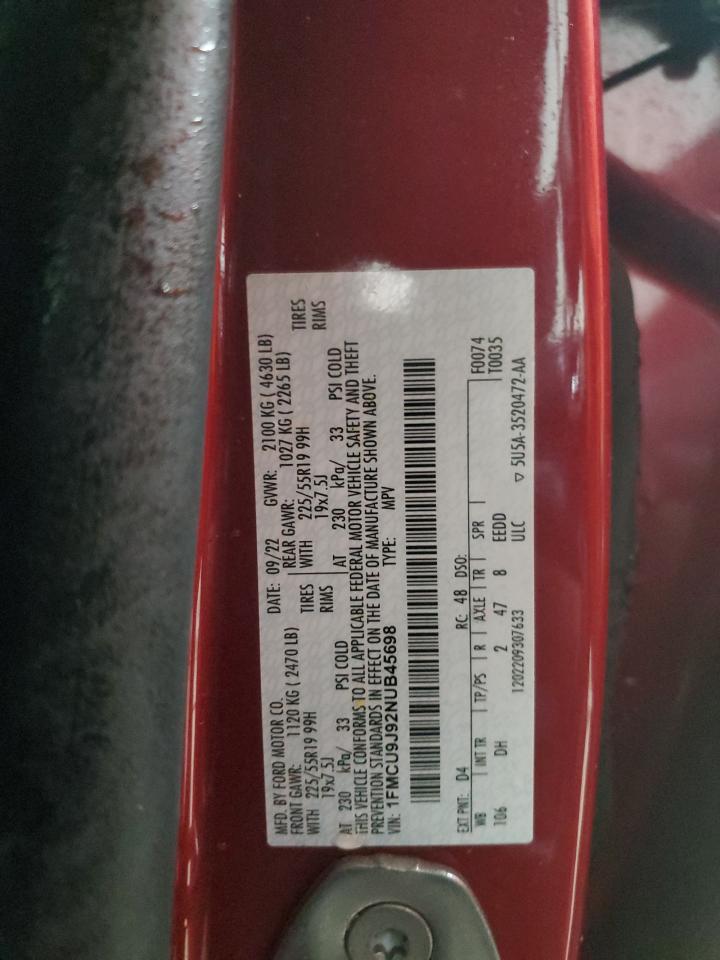 MFD. BY FORD MOTOR CO. DATE: 09/22 GVWR: 2100 KG ( 4630 LB)
FRONT GAWR: 1120 KG ( 2470 LB) REAR GAWR: 1027 KG ( 2265 LB)
WITH 225/55R19 99H TIRES WITH 225/55R19 99H TIRES
19x7.5J RIMS 19x7.5J RIMS
AT 230 kPa/ 33 PSI COLD AT 230 kPa/ 33 PSI COLD
THIS VEHICLE CONFORMS TO ALL APPLICABLE FEDERAL MOTOR VEHICLE SAFETY AND THEFT
PREVENTION STANDARDS IN EFFECT ON THE DATE OF MANUFACTURE SHOWN ABOVE.
VIN: 1FMCU9J92NUB45698 TYPE: MPV
EXT PNT: D4 RC: 48 DSO:
WB INT TR TP/PS R AXLE TR SPR F0074
106 DH 2 47 8 EEDD T0035
1202209307633 ULC ▽ 5U5A-3520472-AA